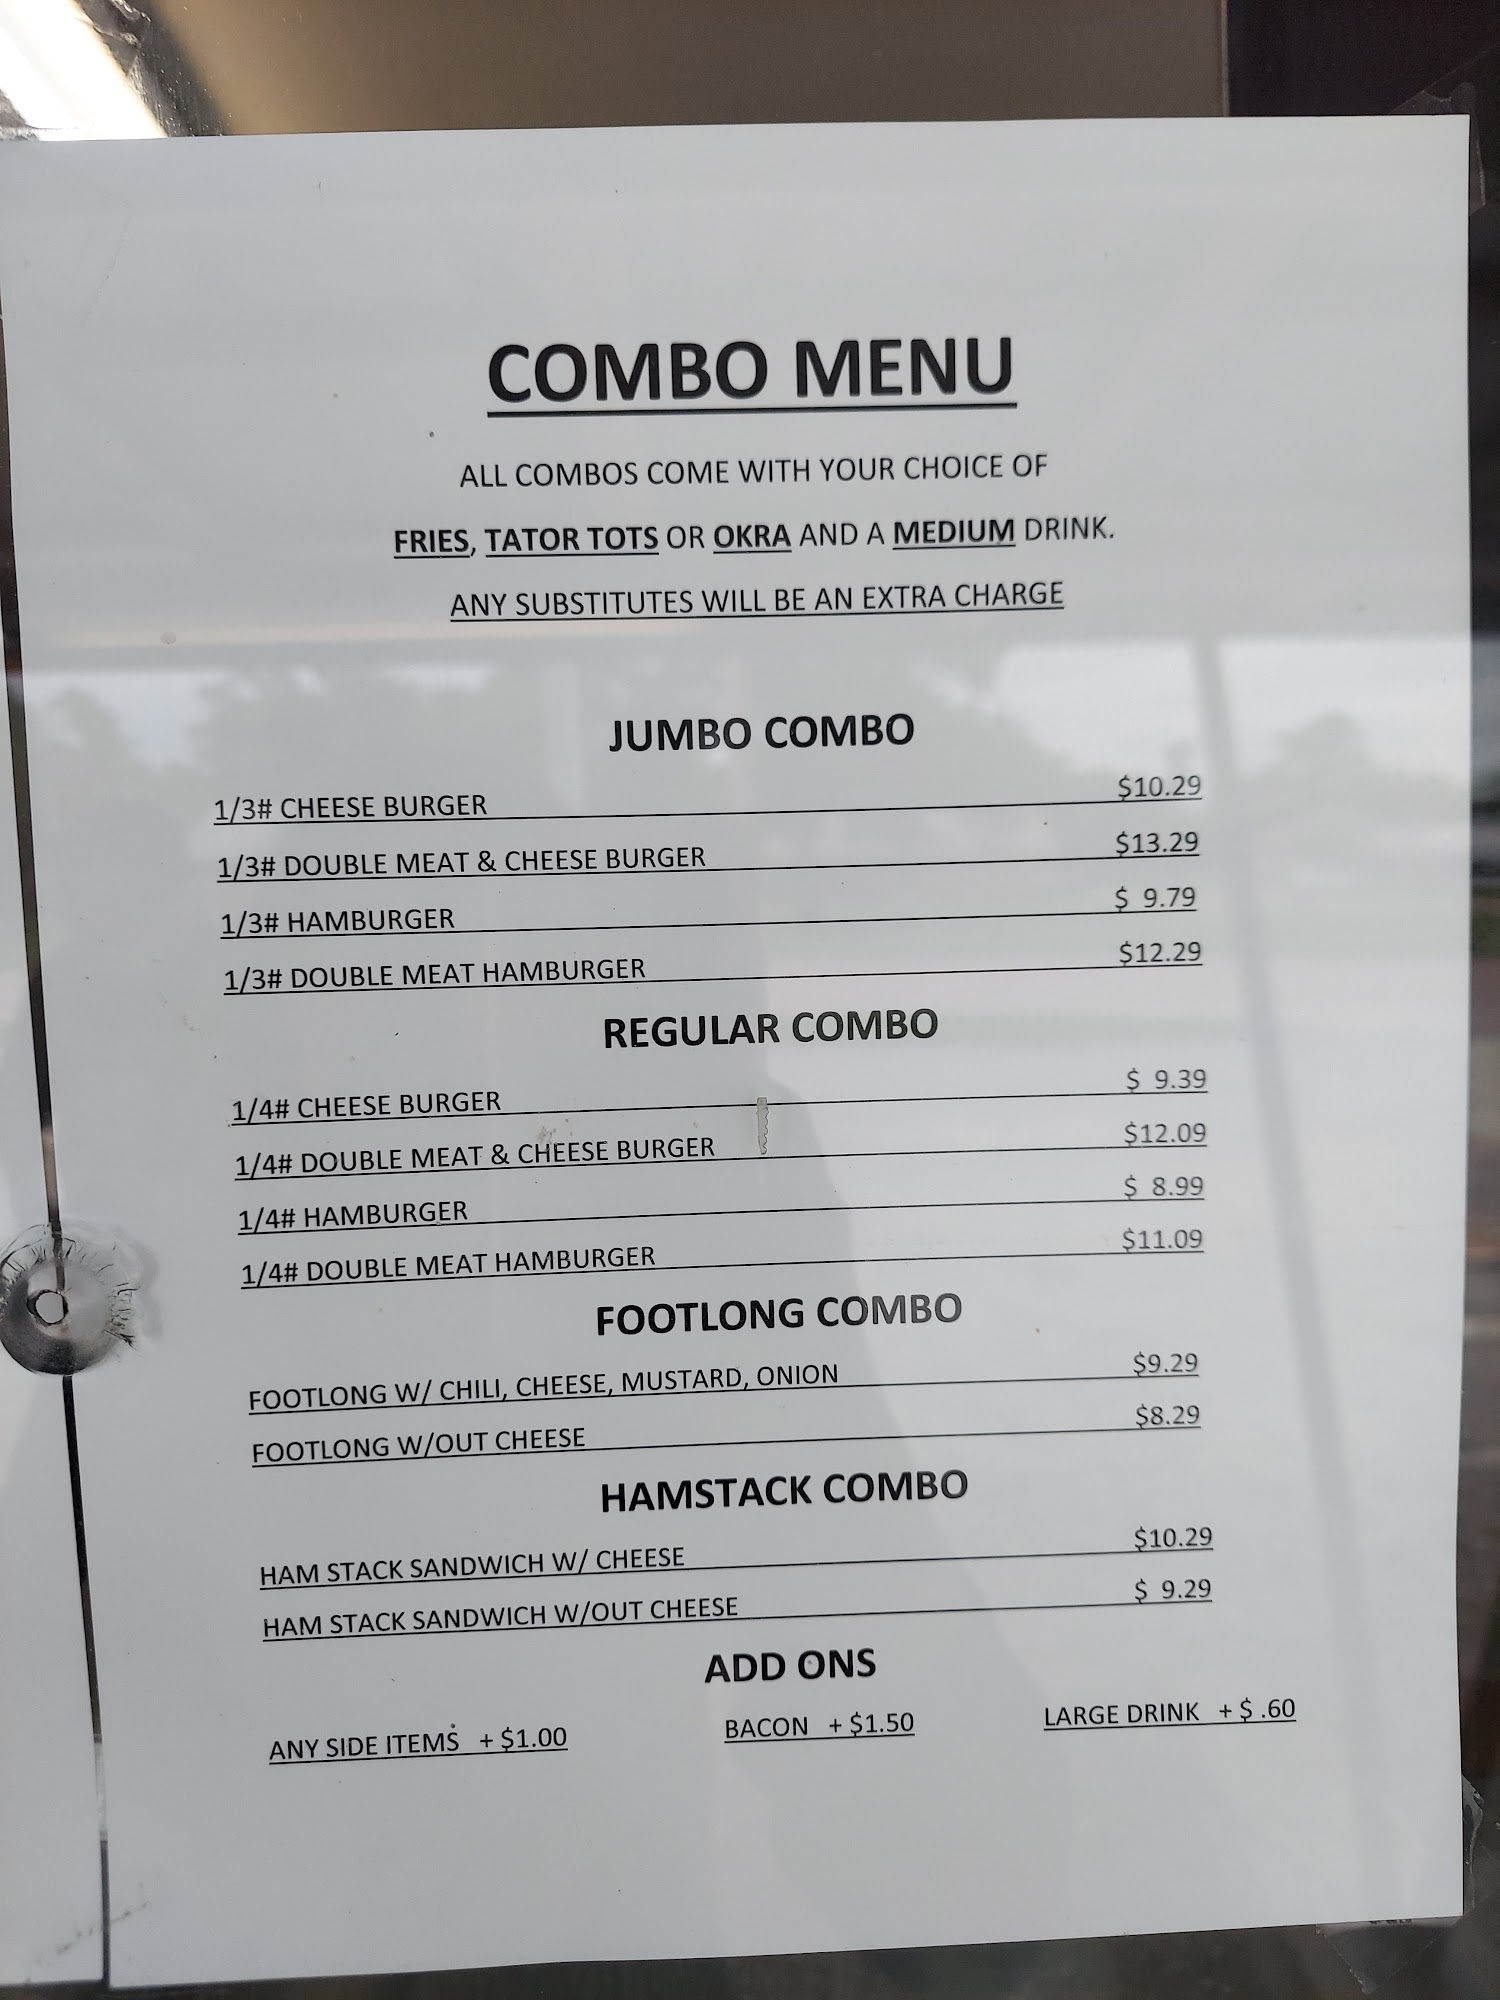 COMBO MENU
ALL COMBOS COME WITH YOUR CHOICE OF
FRIES, TATOR TOTS OR OKRA AND A MEDIUM DRINK.
ANY SUBSTITUTES WILL BE AN EXTRA CHARGE
JUMBO COMBO
1/3# CHEESE BURGER $10.29
1/3# DOUBLE MEAT & CHEESE BURGER $13.29
1/3# HAMBURGER $ 9.79
1/3# DOUBLE MEAT HAMBURGER $12.29
REGULAR COMBO
1/4# CHEESE BURGER $ 9.39
1/4# DOUBLE MEAT & CHEESE BURGER $12.09
1/4# HAMBURGER $ 8.99
1/4# DOUBLE MEAT HAMBURGER $11.09
FOOTLONG COMBO
FOOTLONG W/ CHILI, CHEESE, MUSTARD, ONION $9.29
FOOTLONG W/OUT CHEESE $8.29
HAMSTACK COMBO
HAM STACK SANDWICH W/ CHEESE $10.29
HAM STACK SANDWICH W/OUT CHEESE $ 9.29
ADD ONS
ANY SIDE ITEMS + $1.00 BACON + $1.50 LARGE DRINK + $ .60